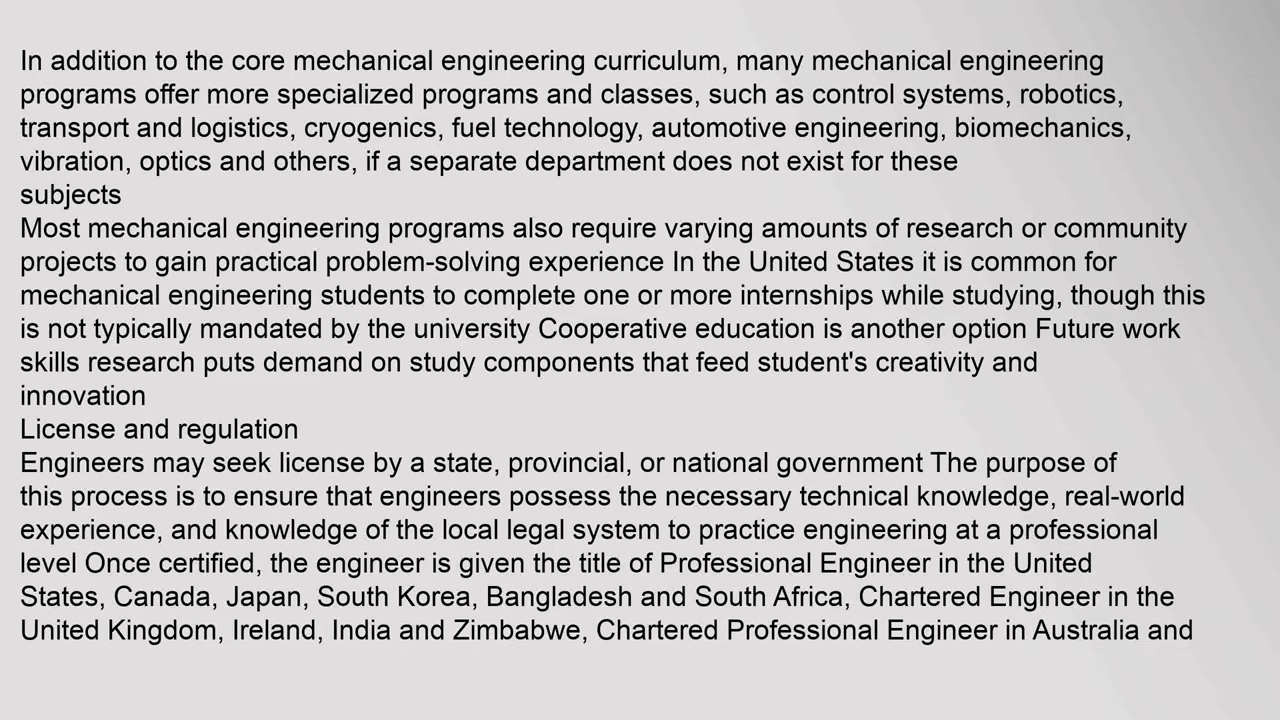 In addition to the core mechanical engineering curriculum, many mechanical engineering
programs offer more specialized programs and classes, such as control systems, robotics,
transport and logistics, cryogenics, fuel technology, automotive engineering, biomechanics,
vibration, optics and others, if a separate department does not exist for these
subjects
Most mechanical engineering programs also require varying amounts of research or community
projects to gain practical problem-solving experience In the United States it is common for
mechanical engineering students to complete one or more internships while studying, though this
is not typically mandated by the university Cooperative education is another option Future work
skills research puts demand on study components that feed student's creativity and
innovation
License and regulation
Engineers may seek license by a state, provincial, or national government The purpose of
this process is to ensure that engineers possess the necessary technical knowledge, real-world
experience, and knowledge of the local legal system to practice engineering at a professional
level Once certified, the engineer is given the title of Professional Engineer in the United
States, Canada, Japan, South Korea, Bangladesh and South Africa, Chartered Engineer in the
United Kingdom, Ireland, India and Zimbabwe, Chartered Professional Engineer in Australia and